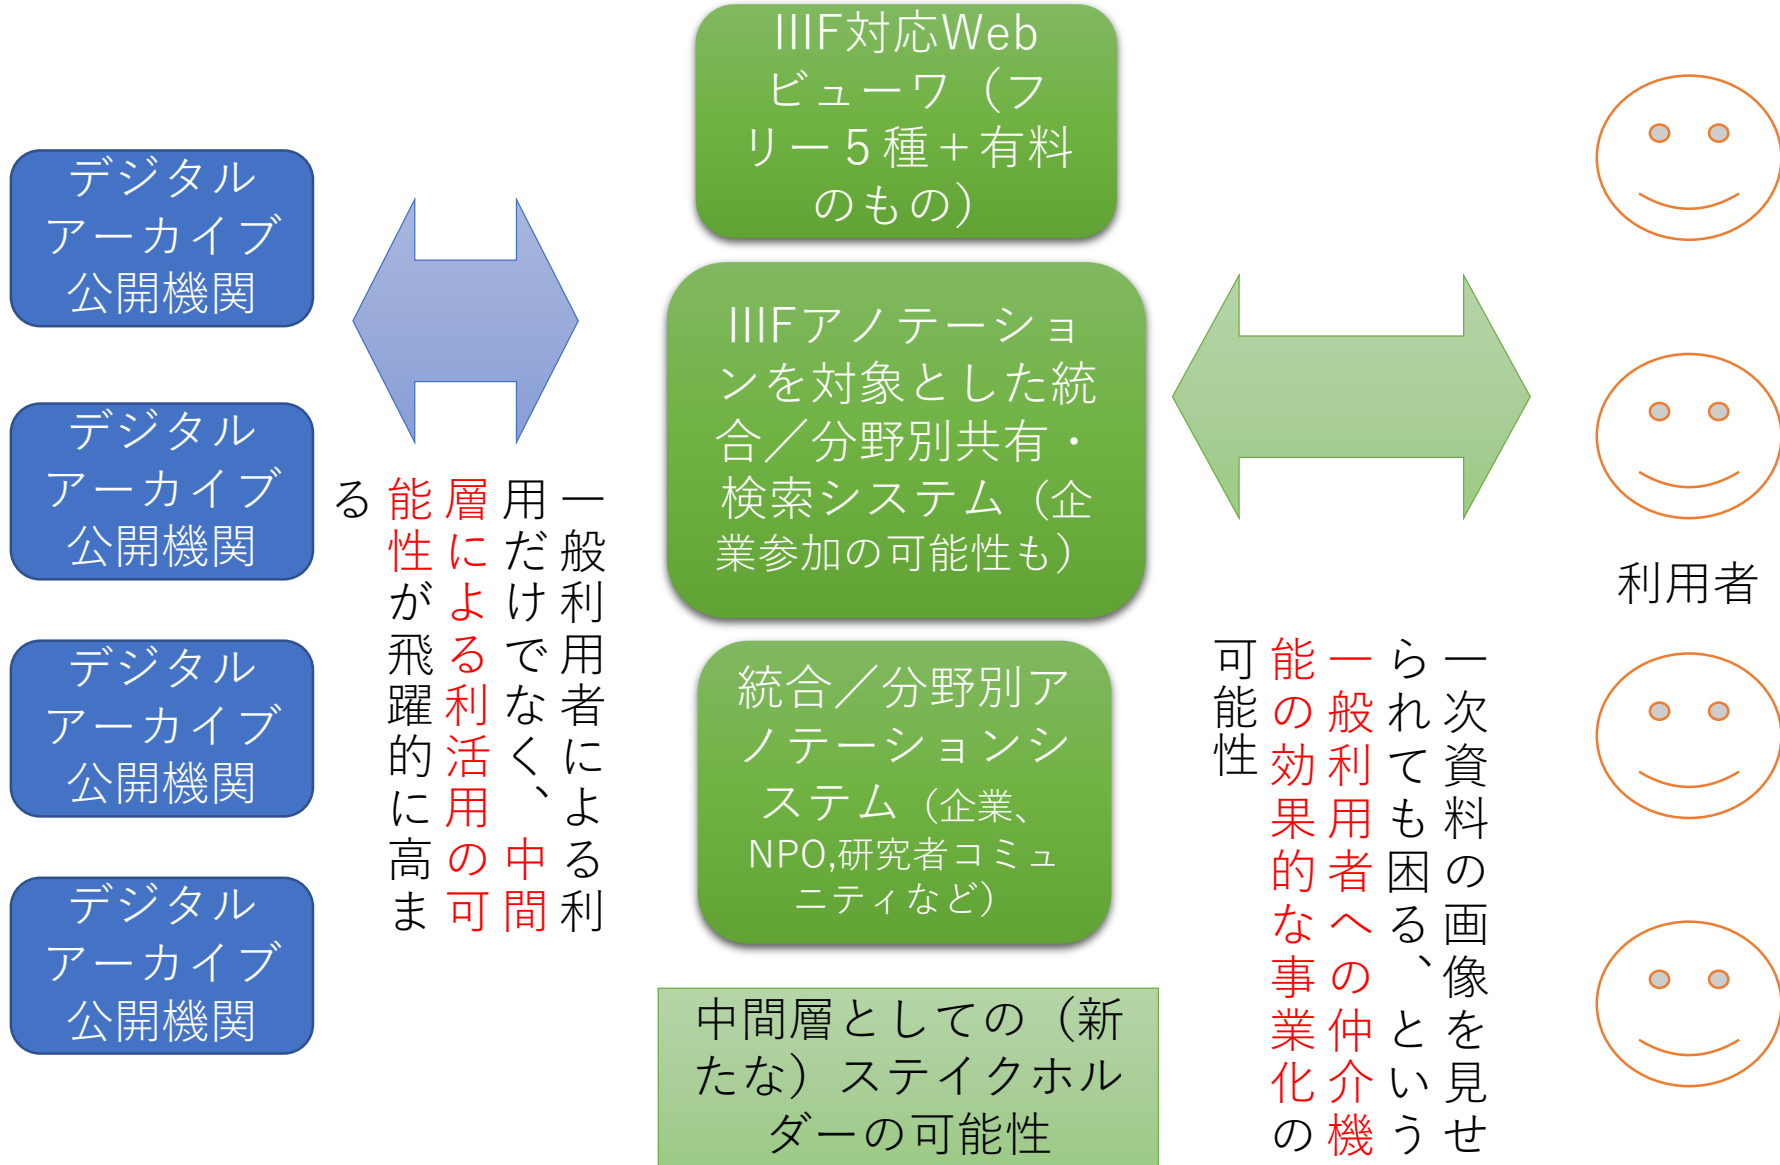 デジタル
アーカイブ
公開機関
デジタル
アーカイブ
公開機関
デジタル
アーカイブ
公開機関
デジタル
アーカイブ
公開機関
一般利用者による利
用だけでなく、中間
層による利活用の可
能性が飛躍的に高ま
る
IIIF対応Web
ビューワ（フ
リー５種＋有料
のもの）
IIIFアノテーショ
ンを対象とした統
合／分野別共有・
検索システム（企
業参加の可能性も）
統合／分野別ア
ノテーションシ
ステム（企業、
NPO,研究者コミュ
ニティなど）
中間層としての（新
たな）ステイクホル
ダーの可能性
一次資料の画像を見せ
られても困る、という
一般利用者への仲介機
能の効果的な事業化の
可能性
利用者